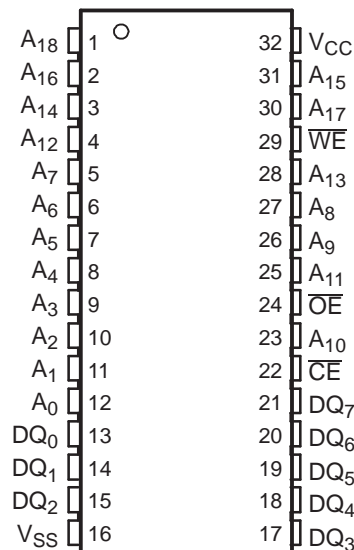 A18 1 32 VCC
A16 2 31 A15
A14 3 30 A17
A12 4 29 WE
A7 5 28 A13
A6 6 27 A8
A5 7 26 A9
A4 8 25 A11
A3 9 24 OE
A2 10 23 A10
A1 11 22 CE
A0 12 21 DQ7
DQ0 13 20 DQ6
DQ1 14 19 DQ5
DQ2 15 18 DQ4
VSS 16 17 DQ3